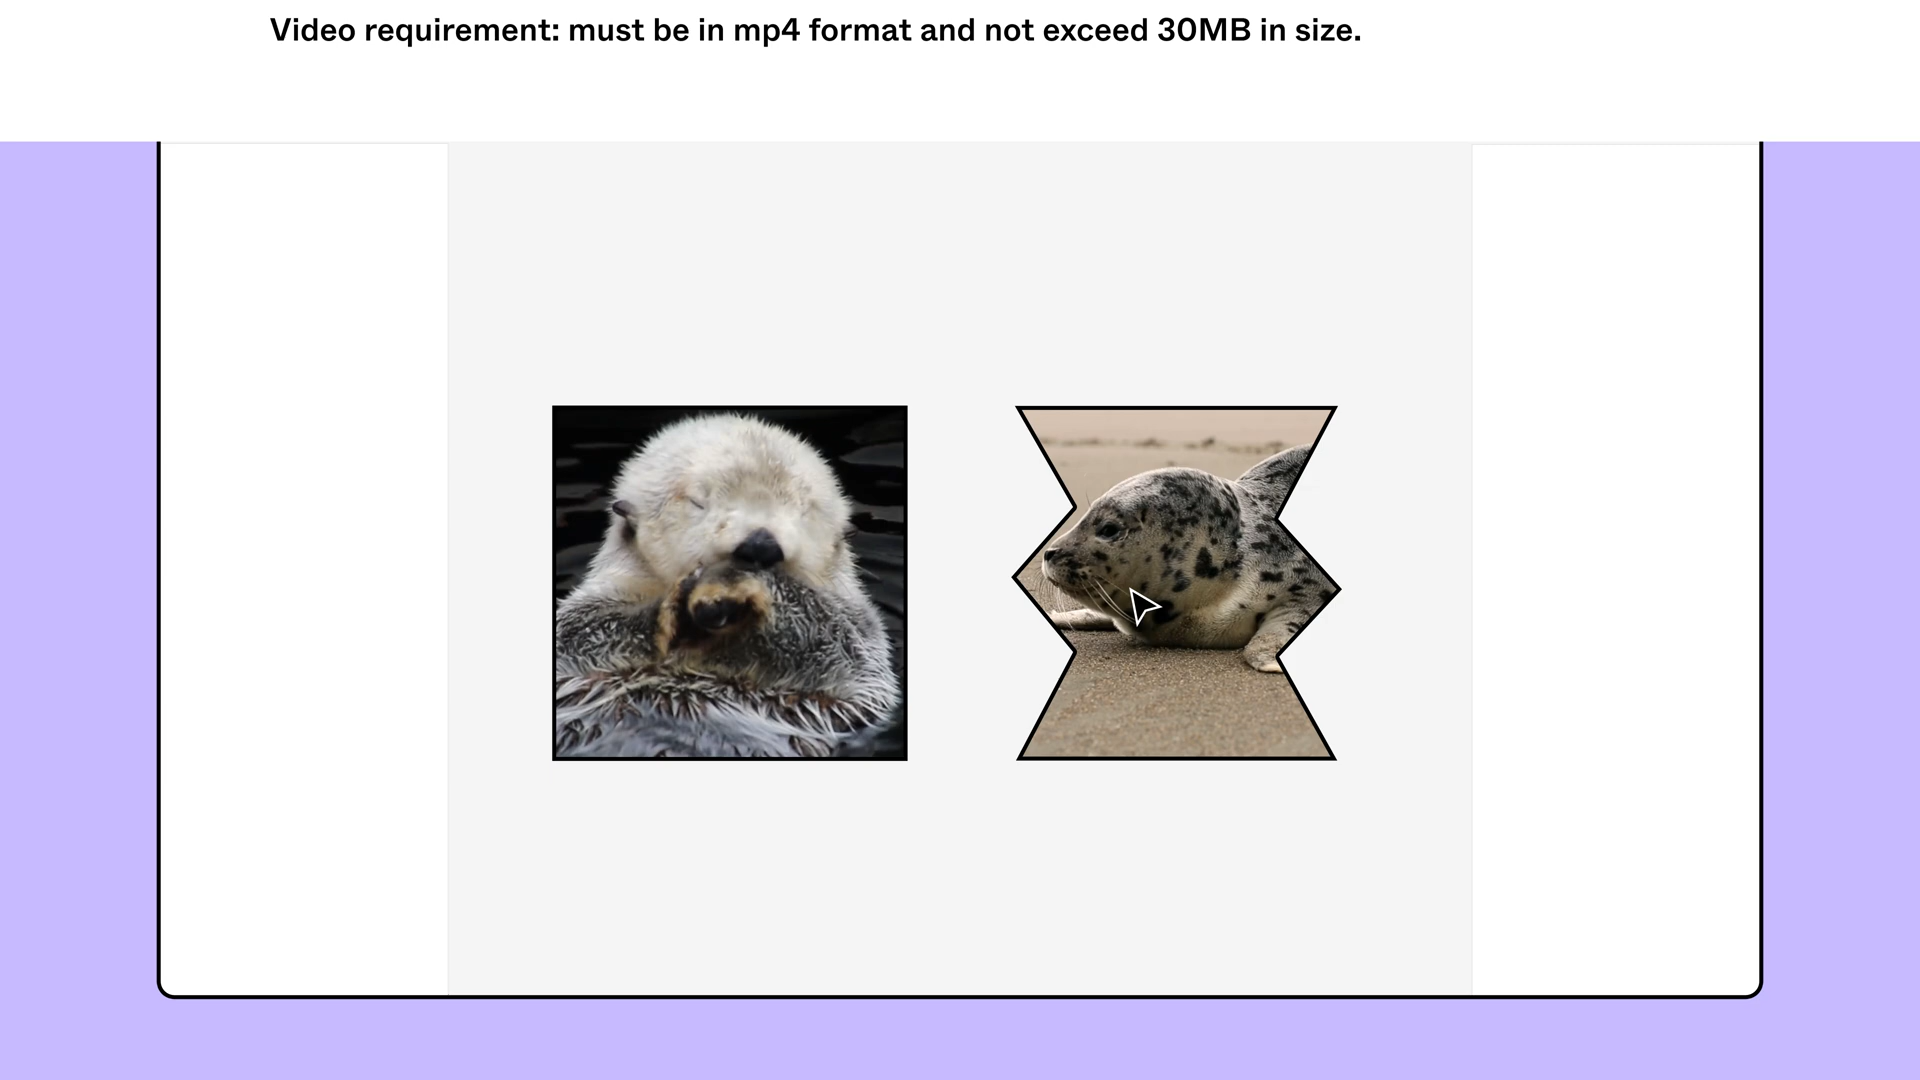 Video requirement: must be in mp4 format and not exceed 30MB in size.